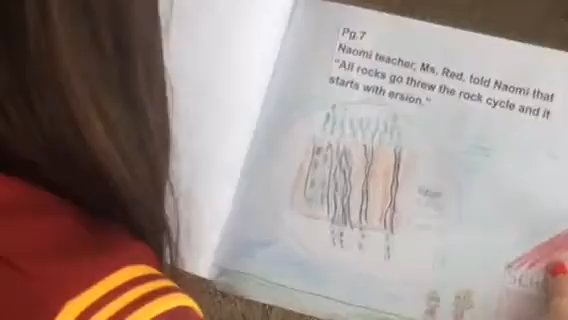 Pg.7
Naomi teacher, Ms. Red, told Naomi that
"All rocks go threw the rock cycle and it
starts with ersion."